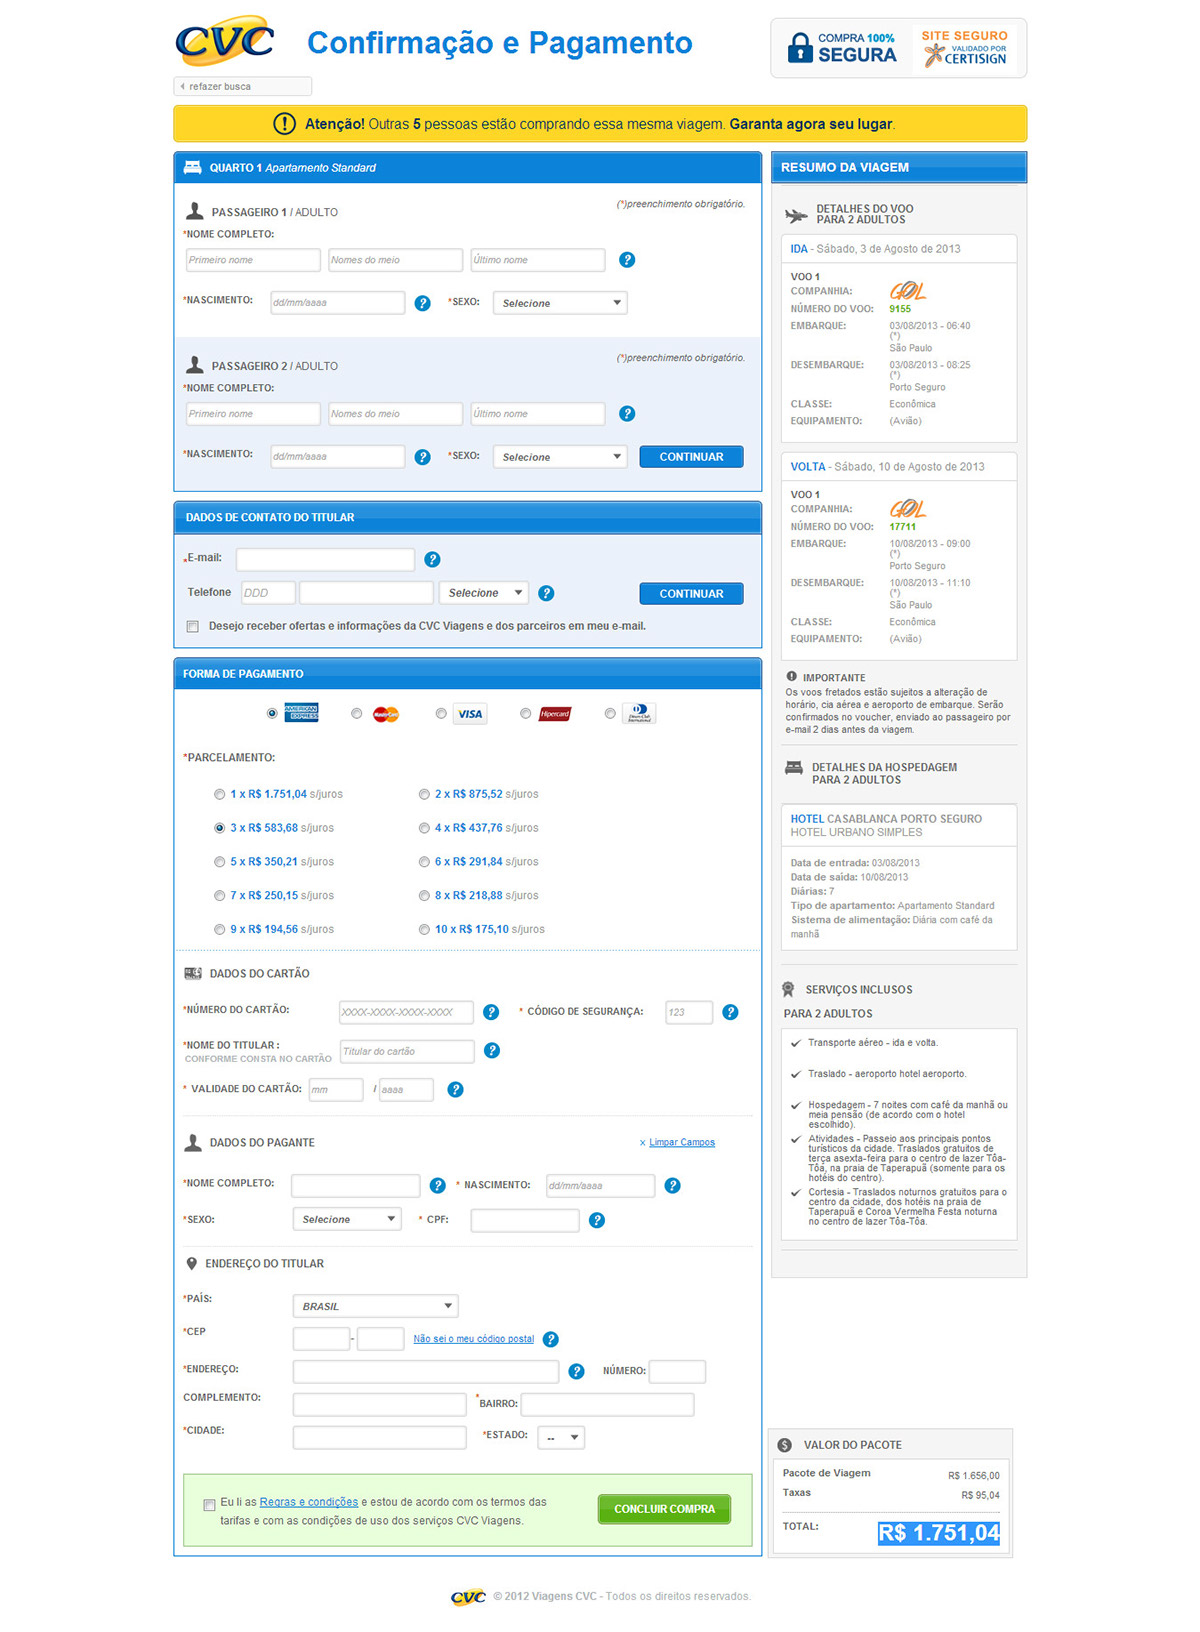 CVC
Confirmação e Pagamento
COMPRA 100%
SEGURA
SITE SEGURO
VALIDADO POR
CERTISIGN
refazer busca
Atenção! Outras 5 pessoas estão comprando essa mesma viagem. Garanta agora seu lugar.
QUARTO 1 Apartamento Standard
PASSAGEIRO 1 / ADULTO
(*)preenchimento obrigatório.
*NOME COMPLETO:
Primeiro nome Nomes do meio Último nome ?
*NASCIMENTO: dd/mm/aaaa ? *SEXO: Selecione
PASSAGEIRO 2 / ADULTO
(*)preenchimento obrigatório.
*NOME COMPLETO:
Primeiro nome Nomes do meio Último nome ?
*NASCIMENTO: dd/mm/aaaa ? *SEXO: Selecione CONTINUAR
DADOS DE CONTATO DO TITULAR
*E-mail: ?
Telefone DDD Selecione ? CONTINUAR
Desejo receber ofertas e informações da CVC Viagens e dos parceiros em meu e-mail.
FORMA DE PAGAMENTO
AMERICAN EXPRESS MasterCard VISA Hipercard Diners Club International
*PARCELAMENTO:
1 x R$ 1.751,04 s/juros 2 x R$ 875,52 s/juros
3 x R$ 583,68 s/juros 4 x R$ 437,76 s/juros
5 x R$ 350,21 s/juros 6 x R$ 291,84 s/juros
7 x R$ 250,15 s/juros 8 x R$ 218,88 s/juros
9 x R$ 194,56 s/juros 10 x R$ 175,10 s/juros
DADOS DO CARTÃO
*NÚMERO DO CARTÃO: XXXX-XXXX-XXXX-XXXX ? * CÓDIGO DE SEGURANÇA: 123 ?
*NOME DO TITULAR : Titular do cartão ?
CONFORME CONSTA NO CARTÃO
* VALIDADE DO CARTÃO: mm / aaaa ?
DADOS DO PAGANTE x Limpar Campos
*NOME COMPLETO: ? * NASCIMENTO: dd/mm/aaaa ?
*SEXO: Selecione * CPF: ?
ENDEREÇO DO TITULAR
*PAÍS: BRASIL
*CEP - Não sei o meu código postal ?
*ENDEREÇO: ? NÚMERO:
COMPLEMENTO: *BAIRRO:
*CIDADE: *ESTADO: --
Eu li as Regras e condições e estou de acordo com os termos das
tarifas e com as condições de uso dos serviços CVC Viagens.
CONCLUIR COMPRA
RESUMO DA VIAGEM
DETALHES DO VOO
PARA 2 ADULTOS
IDA - Sábado, 3 de Agosto de 2013
VOO 1
COMPANHIA: GOL
NÚMERO DO VOO: 9155
EMBARQUE: 03/08/2013 - 06:40
(*)
São Paulo
DESEMBARQUE: 03/08/2013 - 08:25
(*)
Porto Seguro
CLASSE: Econômica
EQUIPAMENTO: (Avião)
VOLTA - Sábado, 10 de Agosto de 2013
VOO 1
COMPANHIA: GOL
NÚMERO DO VOO: 17711
EMBARQUE: 10/08/2013 - 09:00
(*)
Porto Seguro
DESEMBARQUE: 10/08/2013 - 11:10
(*)
São Paulo
CLASSE: Econômica
EQUIPAMENTO: (Avião)
IMPORTANTE
Os voos fretados estão sujeitos a alteração de
horário, cia aérea e aeroporto de embarque. Serão
confirmados no voucher, enviado ao passageiro por
e-mail 2 dias antes da viagem.
DETALHES DA HOSPEDAGEM
PARA 2 ADULTOS
HOTEL CASABLANCA PORTO SEGURO
HOTEL URBANO SIMPLES
Data de entrada: 03/08/2013
Data de saída: 10/08/2013
Diárias: 7
Tipo de apartamento: Apartamento Standard
Sistema de alimentação: Diária com café da
manhã
SERVIÇOS INCLUSOS
PARA 2 ADULTOS
Transporte aéreo - ida e volta.
Traslado - aeroporto hotel aeroporto.
Hospedagem - 7 noites com café da manhã ou
meia pensão (de acordo com o hotel
escolhido).
Atividades - Passeio aos principais pontos
turísticos da cidade. Traslados gratuitos de
terça asexta-feira para o centro de lazer Tôa-
Tôa, na praia de Taperapuã (somente para os
hotéis do centro).
Cortesia - Traslados noturnos gratuitos para o
centro da cidade, dos hotéis na praia de
Taperapuã e Coroa Vermelha Festa noturna
no centro de lazer Tôa-Tôa.
VALOR DO PACOTE
Pacote de Viagem R$ 1.656,00
Taxas R$ 95,04
TOTAL: R$ 1.751,04
CVC © 2012 Viagens CVC - Todos os direitos reservados.